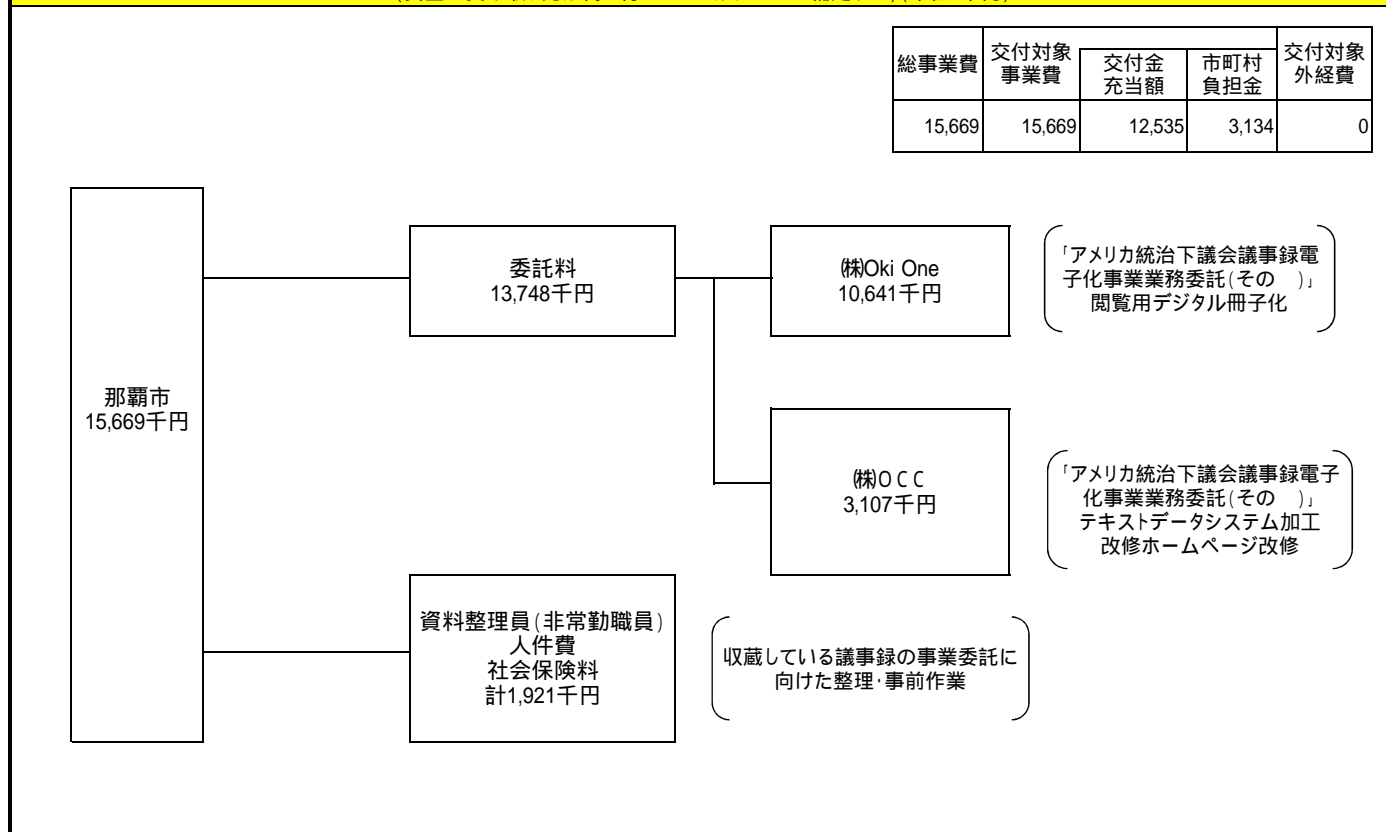 総事業費
交付対象
事業費
交付金
充当額
市町村
負担金
交付対象
外経費
15,669
15,669
12,535
3,134
0
那覇市
15,669千円
委託料
13,748千円
㈱Oki One
10,641千円
「アメリカ統治下議会議事録電
子化事業業務委託(その　)」
閲覧用デジタル冊子化
㈱OCC
3,107千円
「アメリカ統治下議会議事録電子
化事業業務委託(その　)」
テキストデータシステム加工
改修ホームページ改修
資料整理員(非常勤職員)
人件費
社会保険料
計1,921千円
収蔵している議事録の事業委託に
向けた整理・事前作業